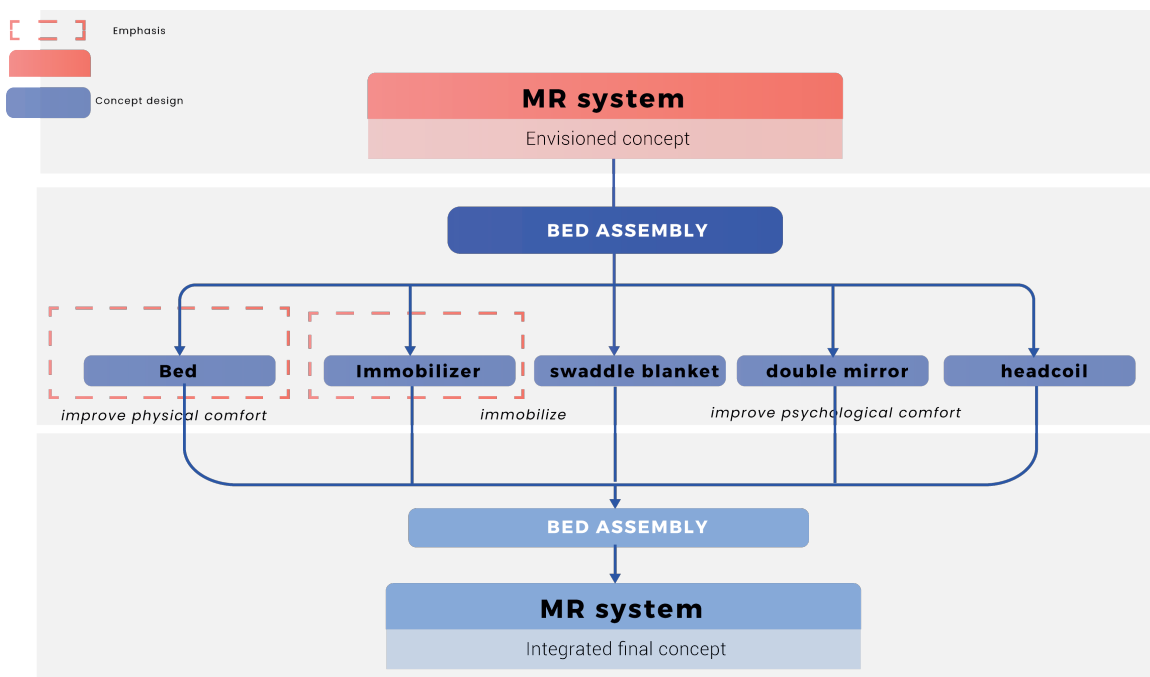 Emphasis
Concept design
MR system
Envisioned concept
BED ASSEMBLY
Bed
Immobilizer
swaddle blanket
double mirror
headcoil
improve physical comfort
immobilize
improve psychological comfort
BED ASSEMBLY
MR system
Integrated final concept